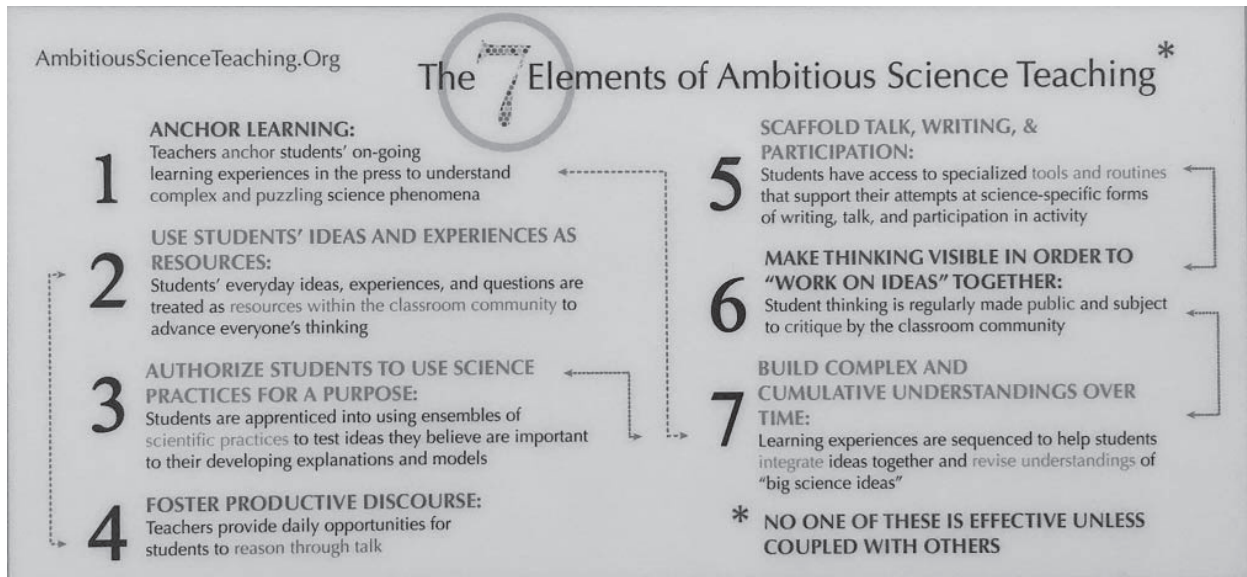 AmbitiousScienceTeaching.Org
The 7 Elements of Ambitious Science Teaching*
1
ANCHOR LEARNING:
Teachers anchor students' on-going
learning experiences in the press to understand
complex and puzzling science phenomena
2
USE STUDENTS' IDEAS AND EXPERIENCES AS
RESOURCES:
Students' everyday ideas, experiences, and questions are
treated as resources within the classroom community to
advance everyone's thinking
3
AUTHORIZE STUDENTS TO USE SCIENCE
PRACTICES FOR A PURPOSE:
Students are apprenticed into using ensembles of
scientific practices to test ideas they believe are important
to their developing explanations and models
4
FOSTER PRODUCTIVE DISCOURSE:
Teachers provide daily opportunities for
students to reason through talk
5
SCAFFOLD TALK, WRITING, &
PARTICIPATION:
Students have access to specialized tools and routines
that support their attempts at science-specific forms
of writing, talk, and participation in activity
6
MAKE THINKING VISIBLE IN ORDER TO
“WORK ON IDEAS” TOGETHER:
Student thinking is regularly made public and subject
to critique by the classroom community
7
BUILD COMPLEX AND
CUMULATIVE UNDERSTANDINGS OVER
TIME:
Learning experiences are sequenced to help students
integrate ideas together and revise understandings of
“big science ideas”
* NO ONE OF THESE IS EFFECTIVE UNLESS
COUPLED WITH OTHERS